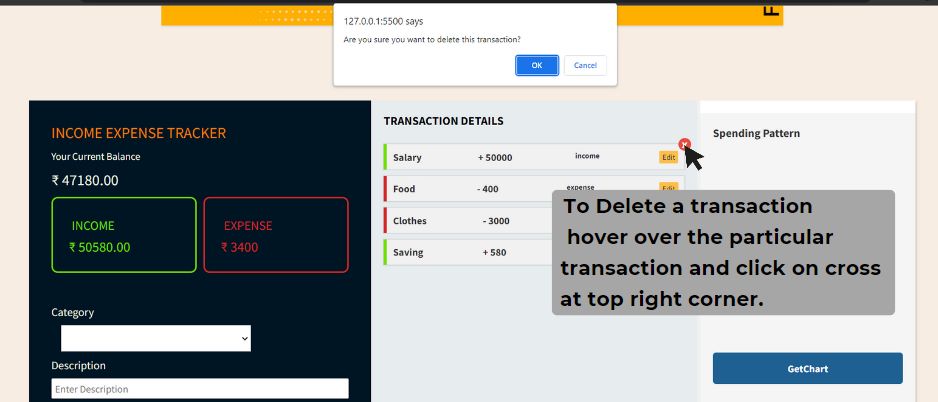 127.0.0.1:5500 says
Are you sure you want to delete this transaction?
OK Cancel
F
INCOME EXPENSE TRACKER
Your Current Balance
₹ 47180.00
INCOME
₹ 50580.00
EXPENSE
₹ 3400
Category
Description
Enter Description
TRANSACTION DETAILS
Salary + 50000 income Edit
Food - 400 expense Edit
Clothes - 3000
Saving + 580
To Delete a transaction
hover over the particular
transaction and click on cross
at top right corner.
Spending Pattern
GetChart